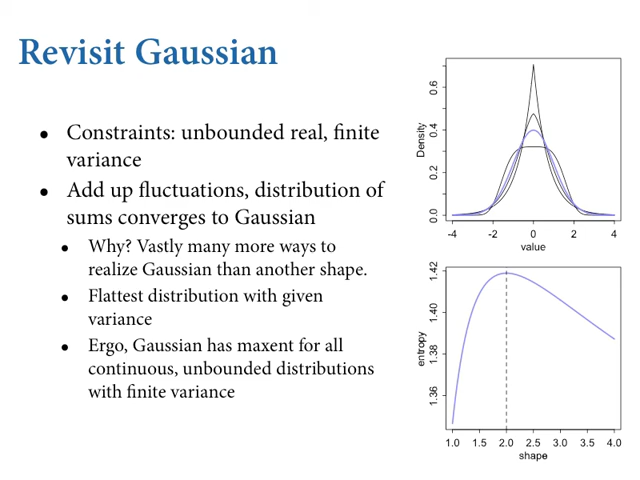 Revisit Gaussian
• Constraints: unbounded real, finite
variance
• Add up fluctuations, distribution of
sums converges to Gaussian
• Why? Vastly many more ways to
realize Gaussian than another shape.
• Flattest distribution with given
variance
• Ergo, Gaussian has maxent for all
continuous, unbounded distributions
with finite variance
Density
0.6
0.4
0.2
0.0
-4 -2 0 2 4
value
entropy
1.42
1.40
1.38
1.36
1.0 1.5 2.0 2.5 3.0 3.5 4.0
shape